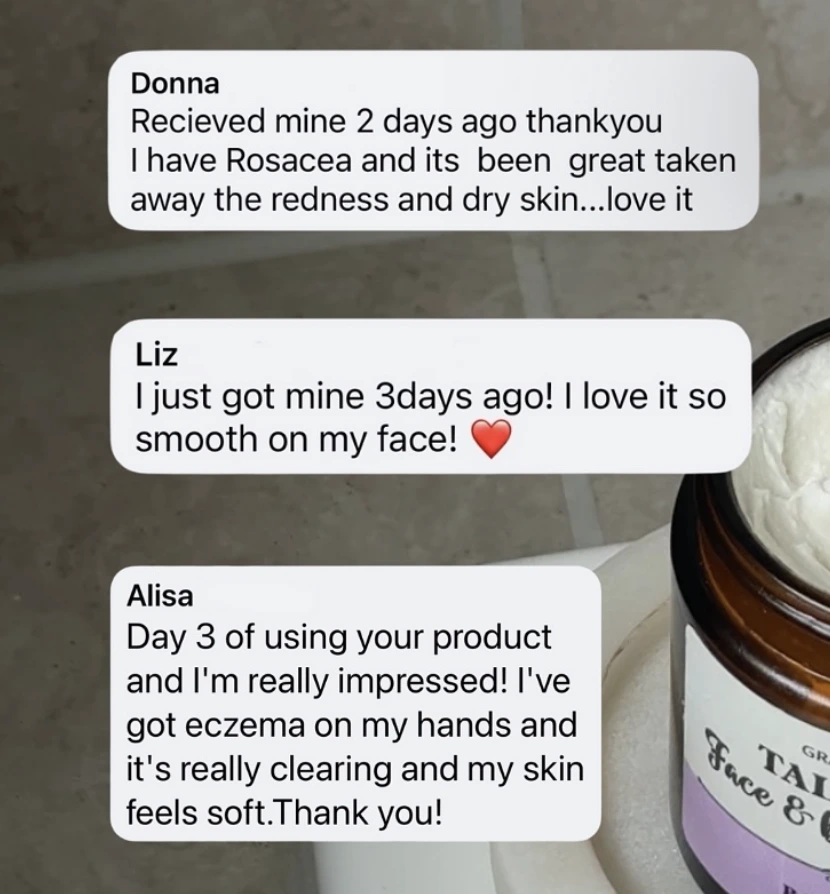 Donna
Recieved mine 2 days ago thankyou
I have Rosacea and its been great taken
away the redness and dry skin...love it
Liz
I just got mine 3days ago! I love it so
smooth on my face! ❤️
Alisa
Day 3 of using your product
and I'm really impressed! I've
got eczema on my hands and
it's really clearing and my skin
feels soft.Thank you!
Face &